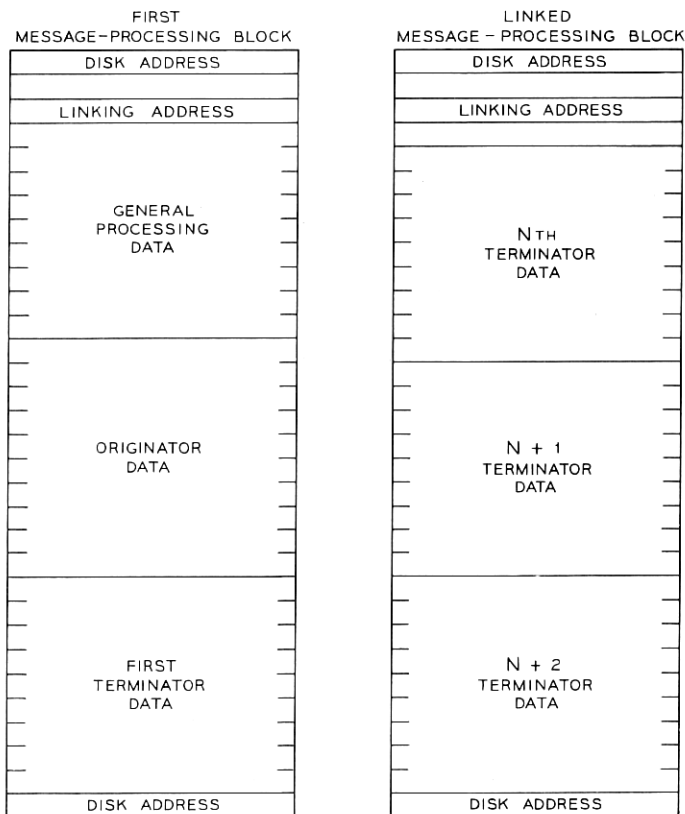 FIRST
MESSAGE-PROCESSING BLOCK
DISK ADDRESS
LINKING ADDRESS
GENERAL
PROCESSING
DATA
ORIGINATOR
DATA
FIRST
TERMINATOR
DATA
DISK ADDRESS
LINKED
MESSAGE-PROCESSING BLOCK
DISK ADDRESS
LINKING ADDRESS
NTH
TERMINATOR
DATA
N + 1
TERMINATOR
DATA
N + 2
TERMINATOR
DATA
DISK ADDRESS